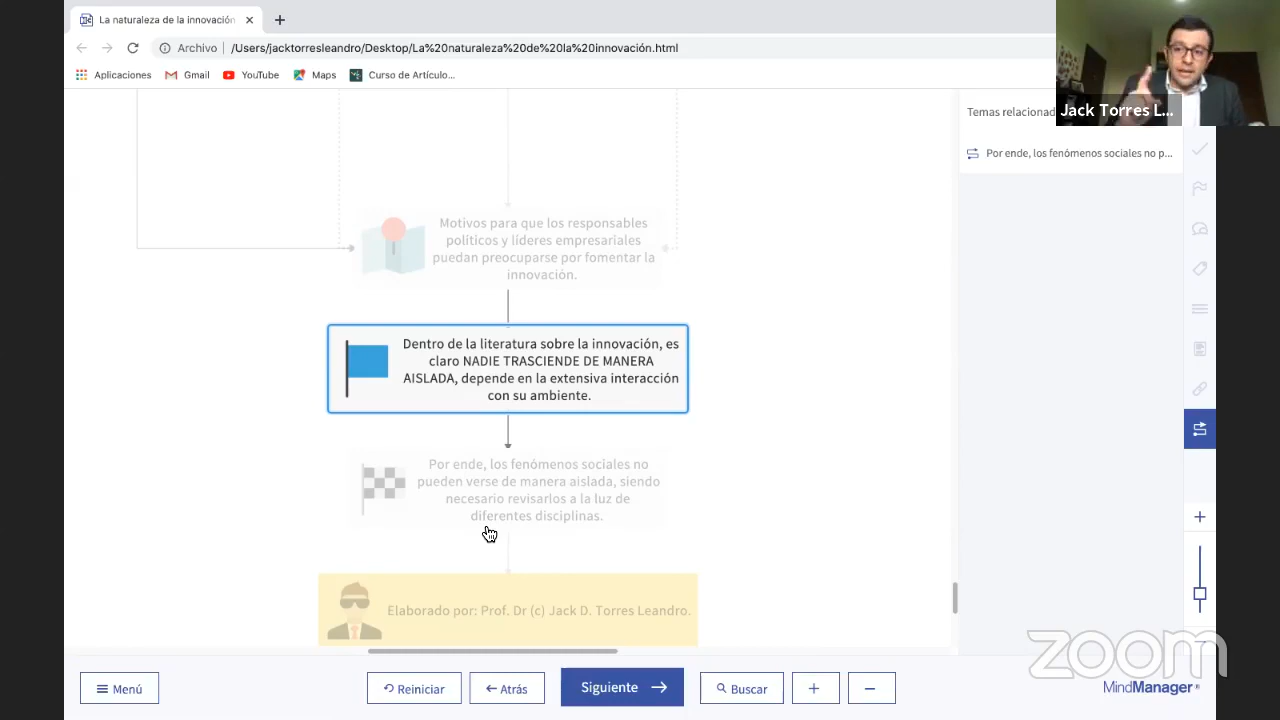 La naturaleza de la innovación
Archivo | /Users/jacktorresleandro/Desktop/La%20naturaleza%20de%20la%20innovación.html
Aplicaciones Gmail YouTube Maps Curso de Artículo...
Jack Torres L...
Temas relacionad
Por ende, los fenómenos sociales no p...
Motivos para que los responsables
políticos y líderes empresariales
puedan preocuparse por fomentar la
innovación.
Dentro de la literatura sobre la innovación, es
claro NADIE TRASCIENDE DE MANERA
AISLADA, depende en la extensiva interacción
con su ambiente.
Por ende, los fenómenos sociales no
pueden verse de manera aislada, siendo
necesario revisarlos a la luz de
diferentes disciplinas.
Elaborado por: Prof. Dr (c) Jack D. Torres Leandro.
zoom
MindManager
Menú Reiniciar Atrás Siguiente Buscar